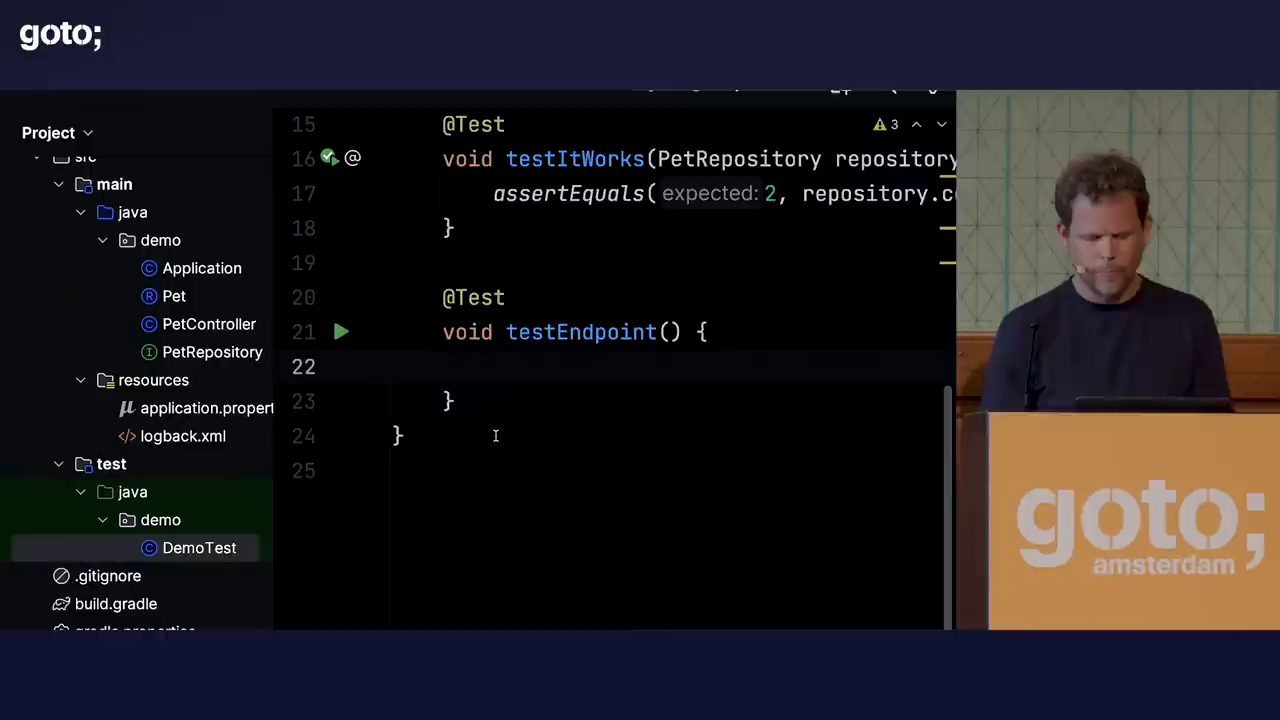 goto;
Project
src
main
java
demo
Application
Pet
PetController
PetRepository
resources
application.propert
logback.xml
test
java
demo
DemoTest
.gitignore
build.gradle
15 @Test
3
16 @ void testItWorks(PetRepository repository
17 assertEquals( expected: 2, repository.c
18 }
19
20 @Test
21 void testEndpoint() {
22
23 }
24 }
25
goto;
amsterdam